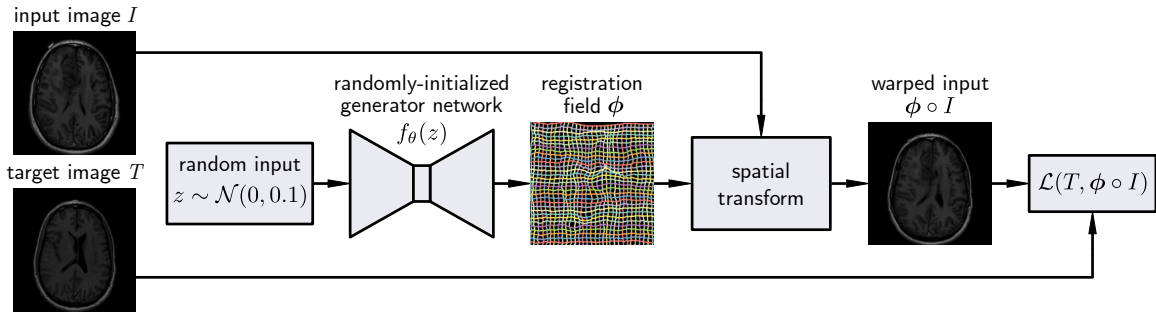 input image I
target image T
random input
z ∼ 𝒩(0, 0.1)
randomly-initialized
generator network
f_θ(z)
registration
field ϕ
spatial
transform
warped input
ϕ ∘ I
ℒ(T, ϕ ∘ I)